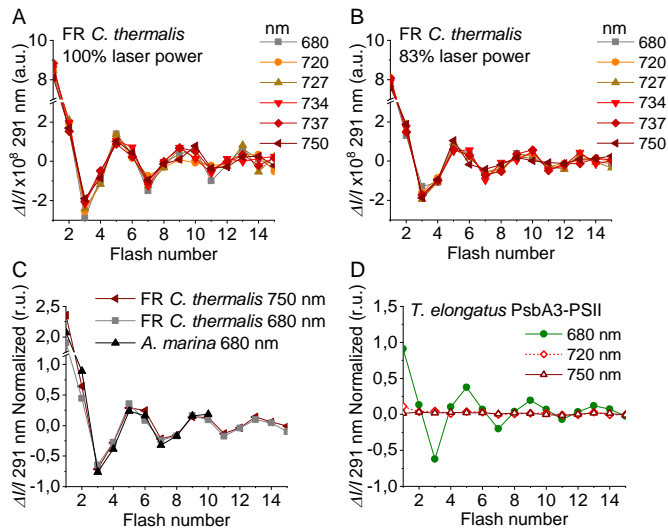 A
FR C. thermalis
100% laser power
nm
680
720
727
734
737
750
ΔI/I x10⁸ 291 nm (a.u.)
10
8
2
0
-2
2 4 6 8 10 12 14
Flash number
B
FR C. thermalis
83% laser power
nm
680
720
727
734
737
750
ΔI/I x10⁸ 291 nm (a.u.)
10
8
2
0
-2
2 4 6 8 10 12 14
Flash number
C
FR C. thermalis 750 nm
FR C. thermalis 680 nm
A. marina 680 nm
ΔI/I 291 nm Normalized (r.u.)
2,5
2,0
1,0
0,5
0,0
-0,5
-1,0
2 4 6 8 10 12 14
Flash number
D
T. elongatus PsbA3-PSII
680 nm
720 nm
750 nm
ΔI/I 291 nm Normalized (r.u.)
1,5
1,0
0,5
0,0
-0,5
-1,0
2 4 6 8 10 12 14
Flash number